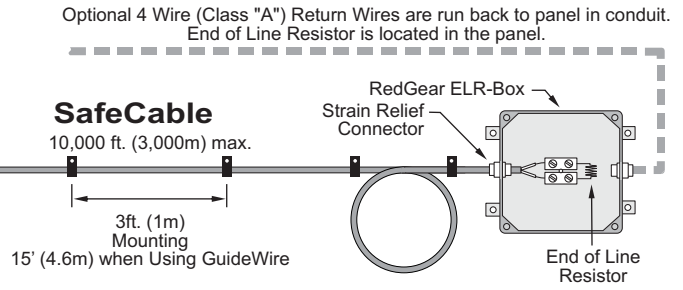 Optional 4 Wire (Class "A") Return Wires are run back to panel in conduit.
End of Line Resistor is located in the panel.
RedGear ELR-Box
SafeCable
Strain Relief
Connector
10,000 ft. (3,000m) max.
3ft. (1m)
Mounting
15' (4.6m) when Using GuideWire
End of Line
Resistor